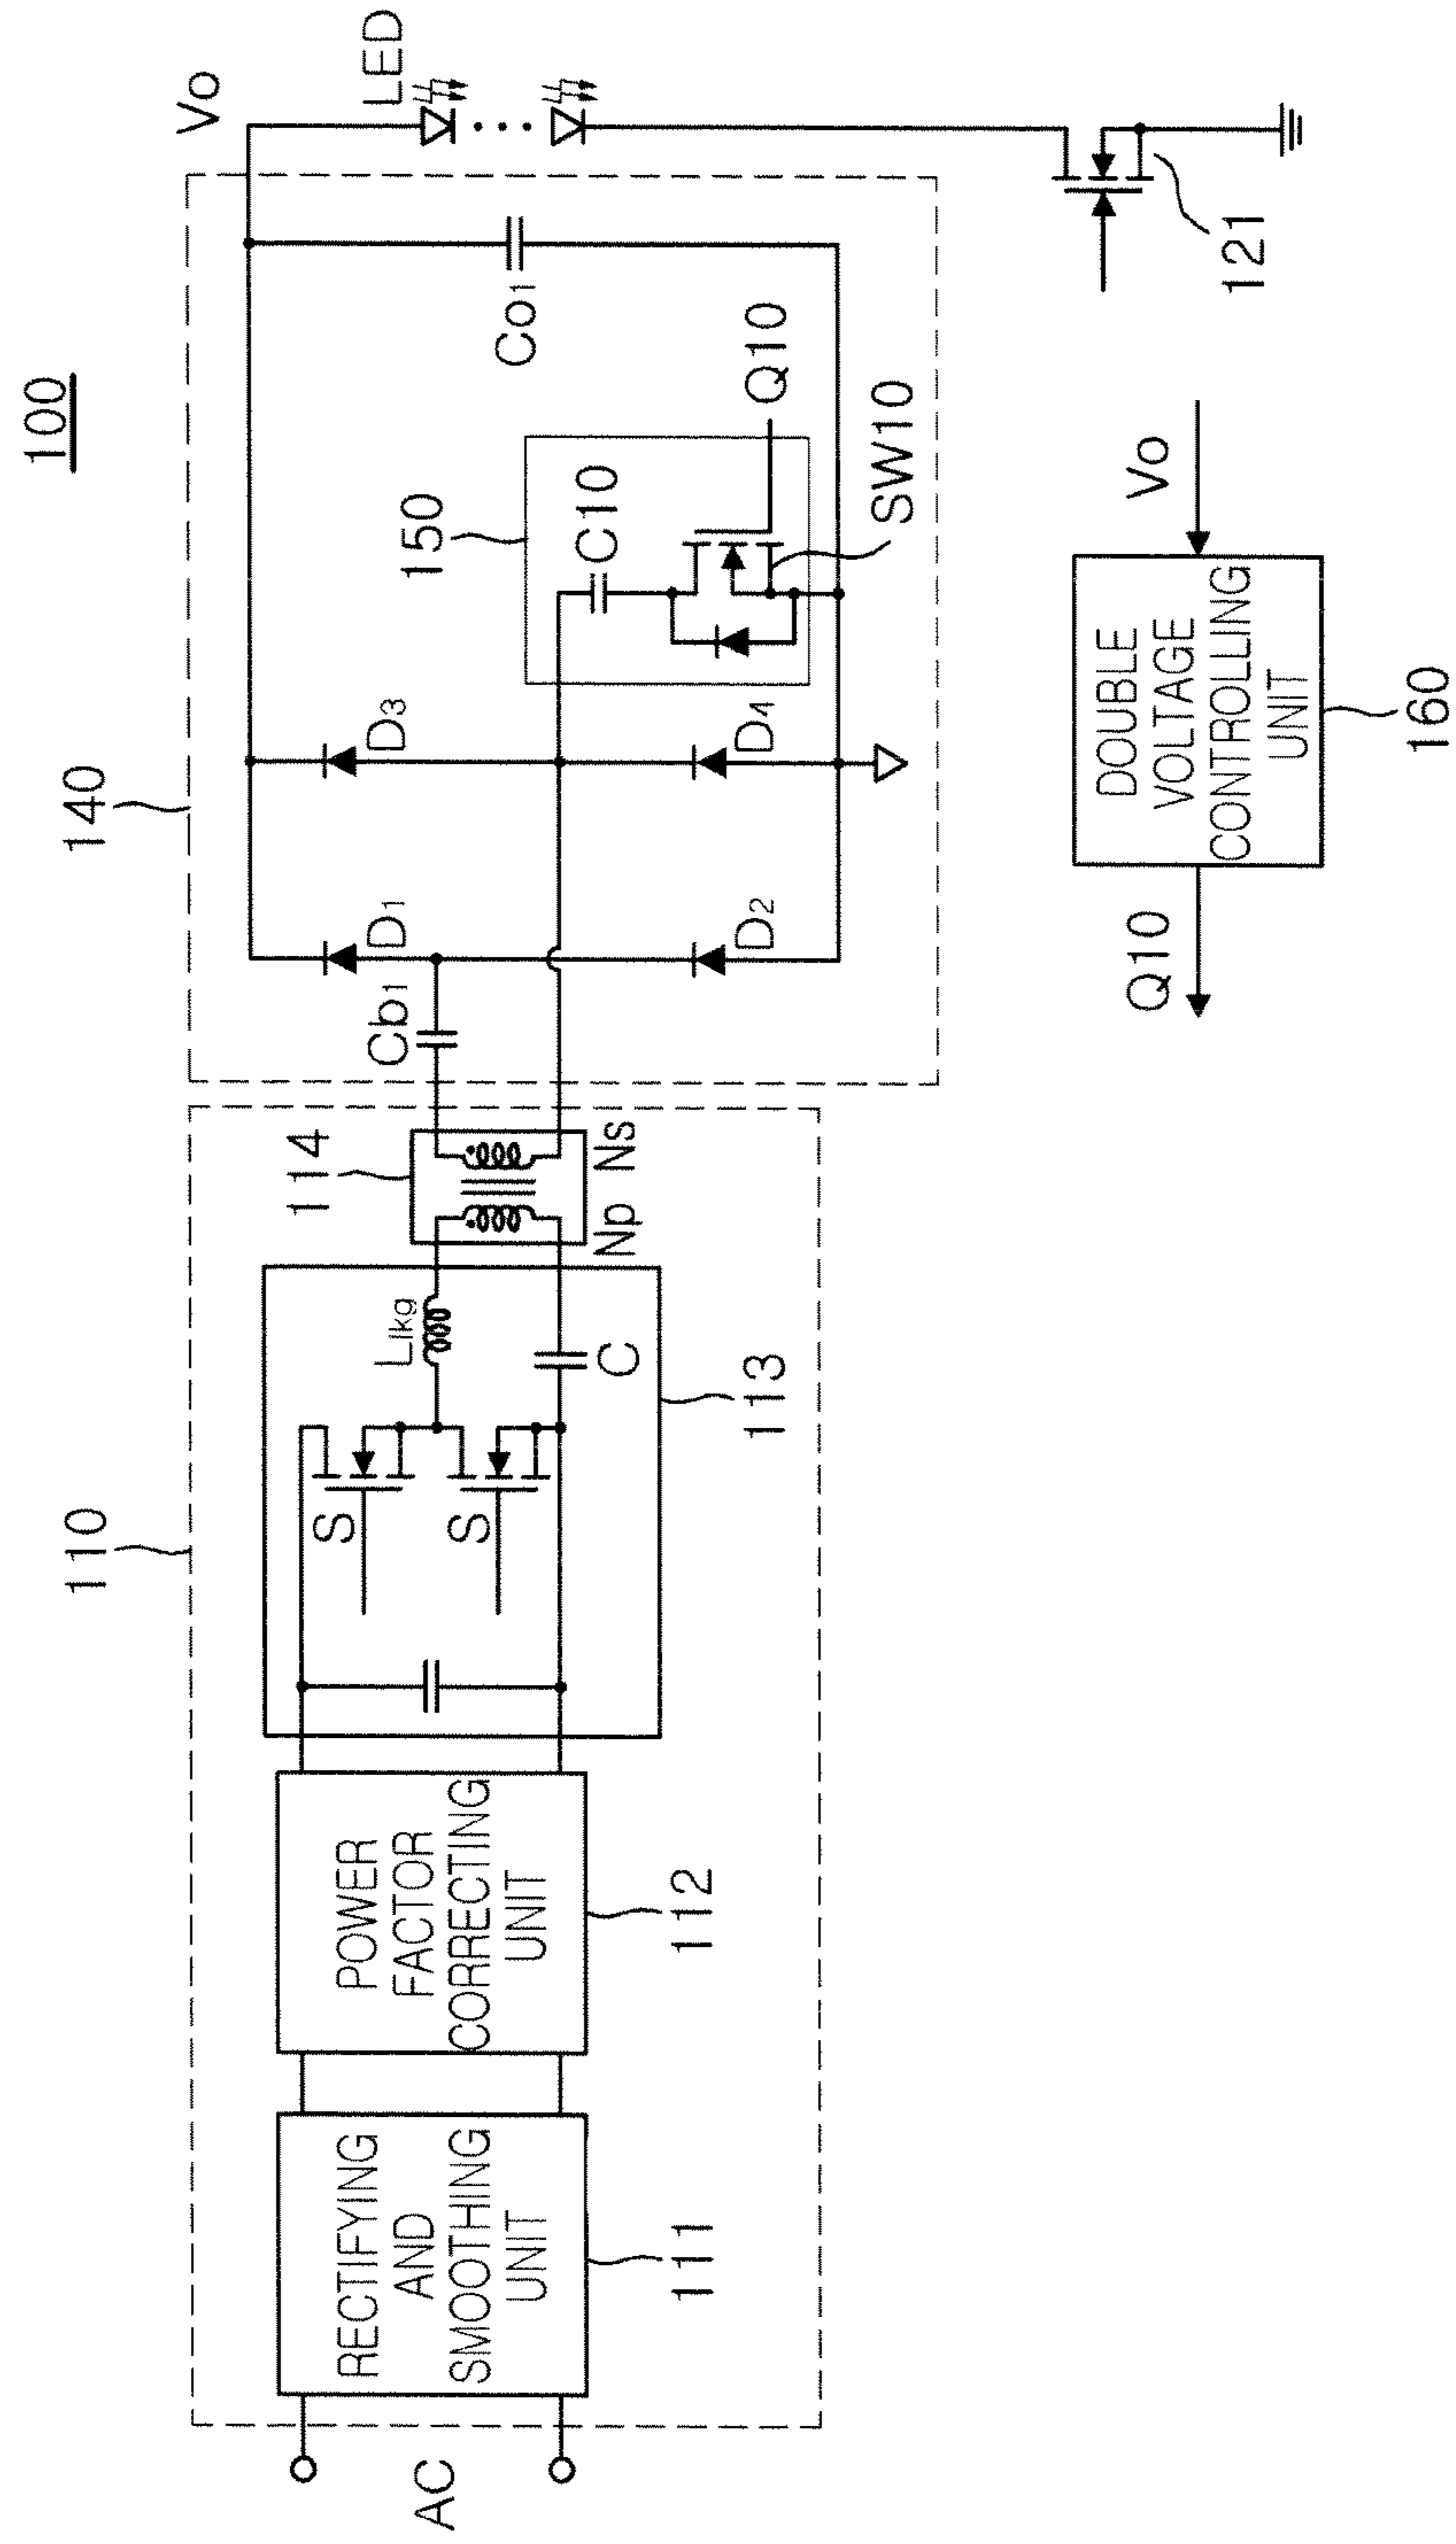 100
110
140
AC
RECTIFYING
AND
SMOOTHING
UNIT
111
POWER
FACTOR
CORRECTING
UNIT
112
S
S
Llkg
C
113
114
Np
Ns
Cb1
D1
D2
D3
D4
150
C10
Q10
SW10
Co1
Vo
LED
121
Q10
DOUBLE
VOLTAGE
CONTROLLING
UNIT
Vo
160